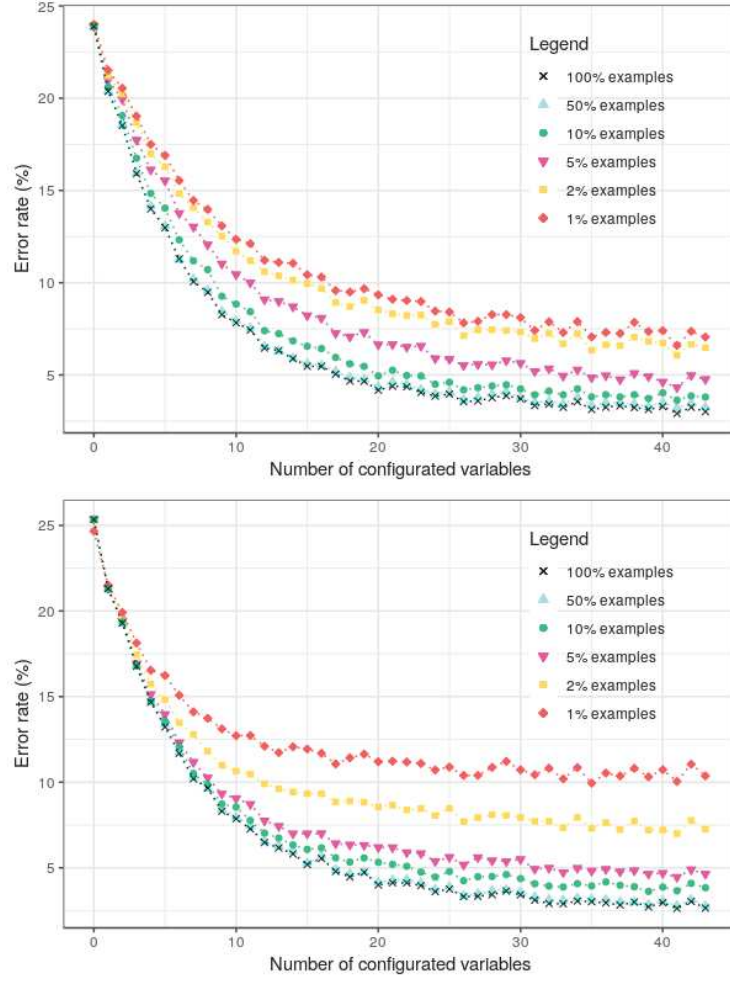 25
20
15
10
5
Error rate (%)
0
10
20
30
40
Number of configurated variables
Legend
100% examples
50% examples
10% examples
5% examples
2% examples
1% examples
25
20
15
10
5
Error rate (%)
0
10
20
30
40
Number of configurated variables
Legend
100% examples
50% examples
10% examples
5% examples
2% examples
1% examples